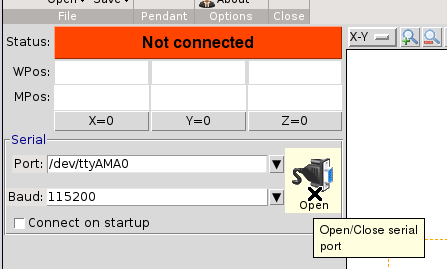 Open Save About
File Pendant Options Close
Status: Not connected
X-Y
WPos:
MPos:
X=0 Y=0 Z=0
Serial
Port: /dev/ttyAMA0
Baud: 115200
Open
Connect on startup
Open/Close serial
port